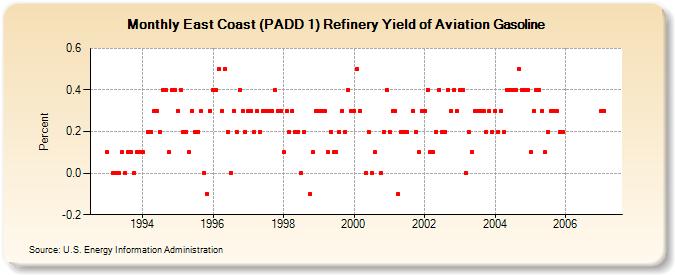 Monthly East Coast (PADD 1) Refinery Yield of Aviation Gasoline
Percent
0.6
0.4
0.2
0.0
-0.2
1994 1996 1998 2000 2002 2004 2006
Source: U.S. Energy Information Administration